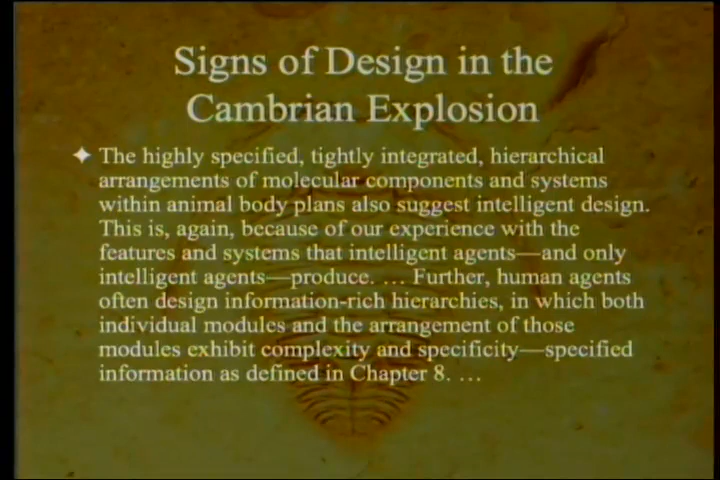 Signs of Design in the
Cambrian Explosion
The highly specified, tightly integrated, hierarchical
arrangements of molecular components and systems
within animal body plans also suggest intelligent design.
This is, again, because of our experience with the
features and systems that intelligent agents—and only
intelligent agents—produce. … Further, human agents
often design information-rich hierarchies, in which both
individual modules and the arrangement of those
modules exhibit complexity and specificity—specified
information as defined in Chapter 8. …